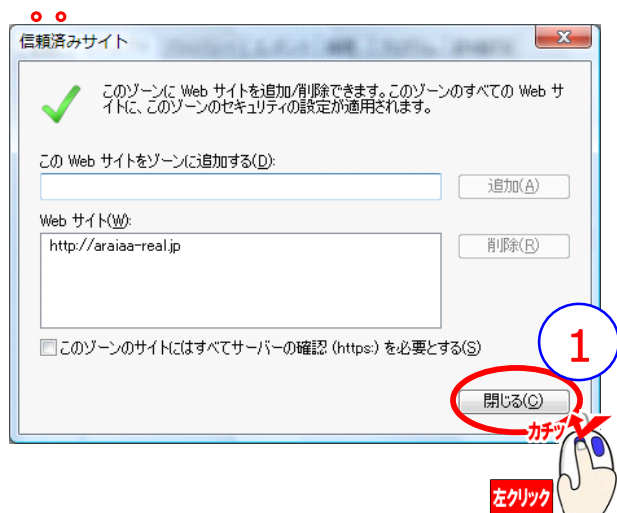 信頼済みサイト
このゾーンに Web サイトを追加/削除できます。このゾーンのすべての Web サ
イトに、このゾーンのセキュリティの設定が適用されます。
この Web サイトをゾーンに追加する(D):
追加(A)
Web サイト(W):
http://araiaa-real.jp
削除(R)
このゾーンのサイトにはすべてサーバーの確認 (https:) を必要とする(S)
1
閉じる(C)
カチッ
左クリック